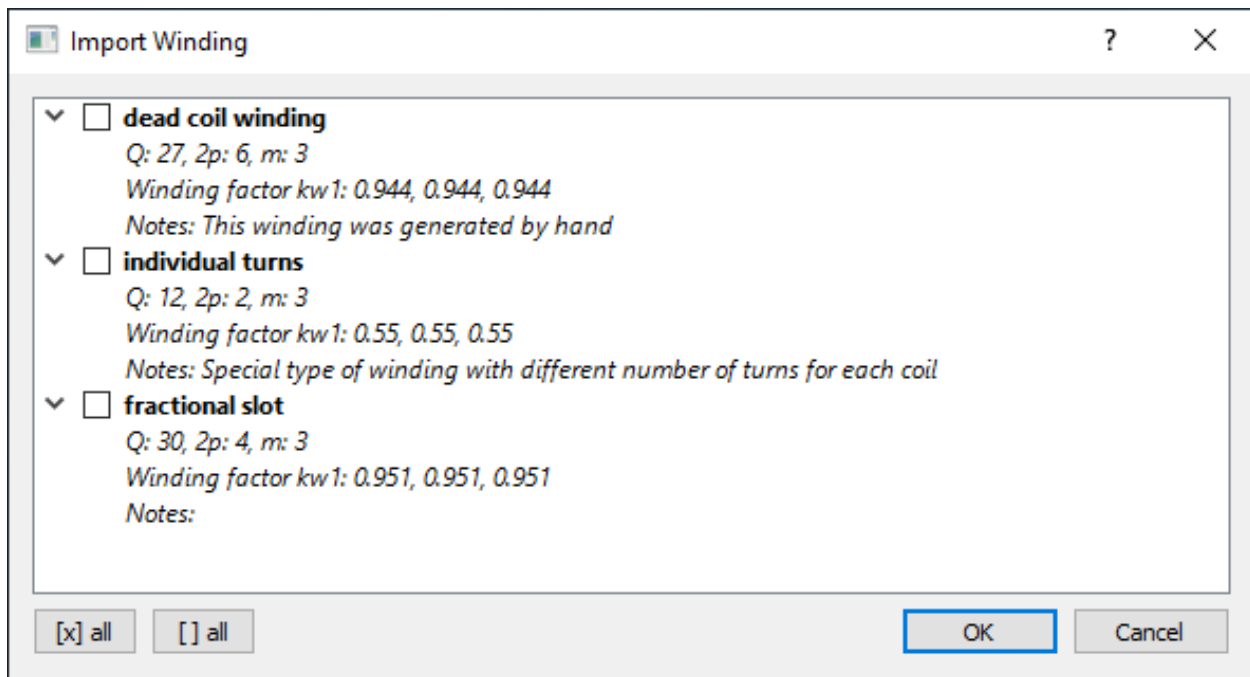 Import Winding
dead coil winding
Q: 27, 2p: 6, m: 3
Winding factor kw1: 0.944, 0.944, 0.944
Notes: This winding was generated by hand
individual turns
Q: 12, 2p: 2, m: 3
Winding factor kw1: 0.55, 0.55, 0.55
Notes: Special type of winding with different number of turns for each coil
fractional slot
Q: 30, 2p: 4, m: 3
Winding factor kw1: 0.951, 0.951, 0.951
Notes:
[x] all [ ] all OK Cancel